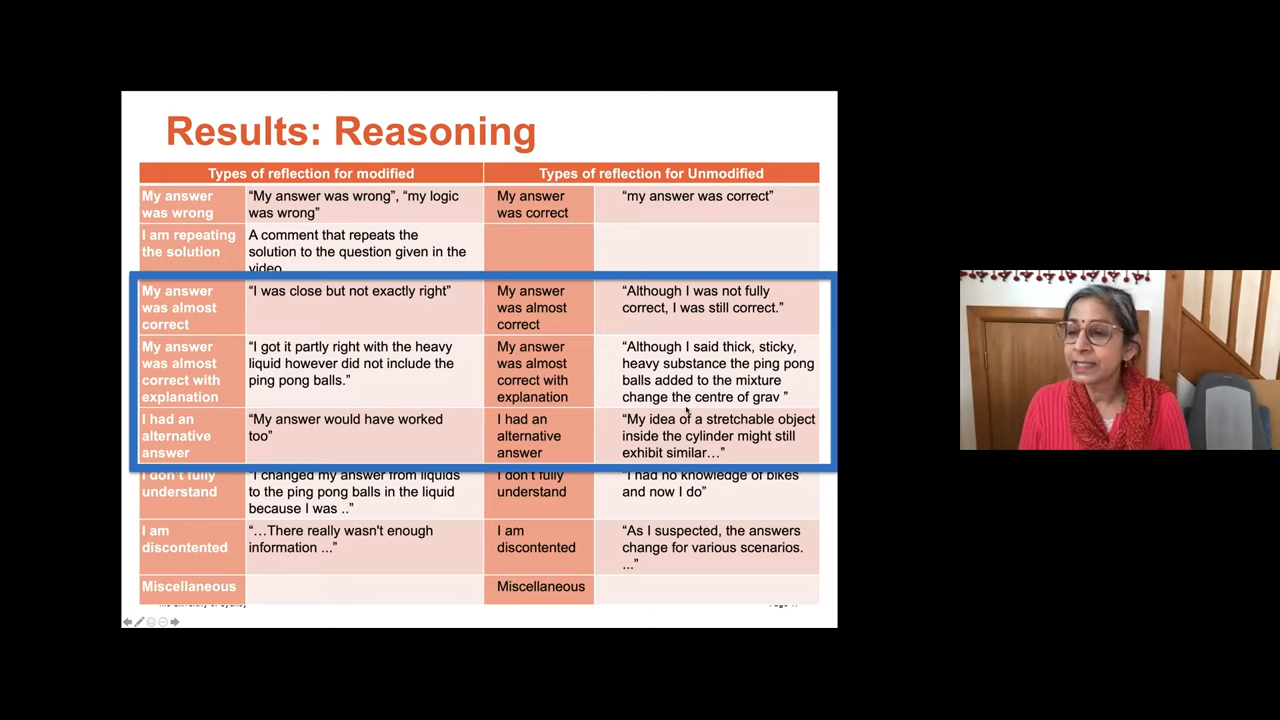 Results: Reasoning
Types of reflection for modified
Types of reflection for Unmodified
My answer
was wrong
“My answer was wrong”, “my logic
was wrong”
My answer
was correct
“my answer was correct”
I am repeating
the solution
A comment that repeats the
solution to the question given in the
video
My answer
was almost
correct
“I was close but not exactly right”
My answer
was almost
correct
“Although I was not fully
correct, I was still correct.”
My answer
was almost
correct with
explanation
“I got it partly right with the heavy
liquid however did not include the
ping pong balls.”
My answer
was almost
correct with
explanation
“Although I said thick, sticky,
heavy substance the ping pong
balls added to the mixture
change the centre of grav ”
I had an
alternative
answer
“My answer would have worked
too”
I had an
alternative
answer
“My idea of a stretchable object
inside the cylinder might still
exhibit similar…”
I don’t fully
understand
“I changed my answer from liquids
to the ping pong balls in the liquid
because I was ..”
I don’t fully
understand
“I had no knowledge of bikes
and now I do”
I am
discontented
“…There really wasn't enough
information ...”
I am
discontented
“As I suspected, the answers
change for various scenarios.
...”
Miscellaneous
Miscellaneous